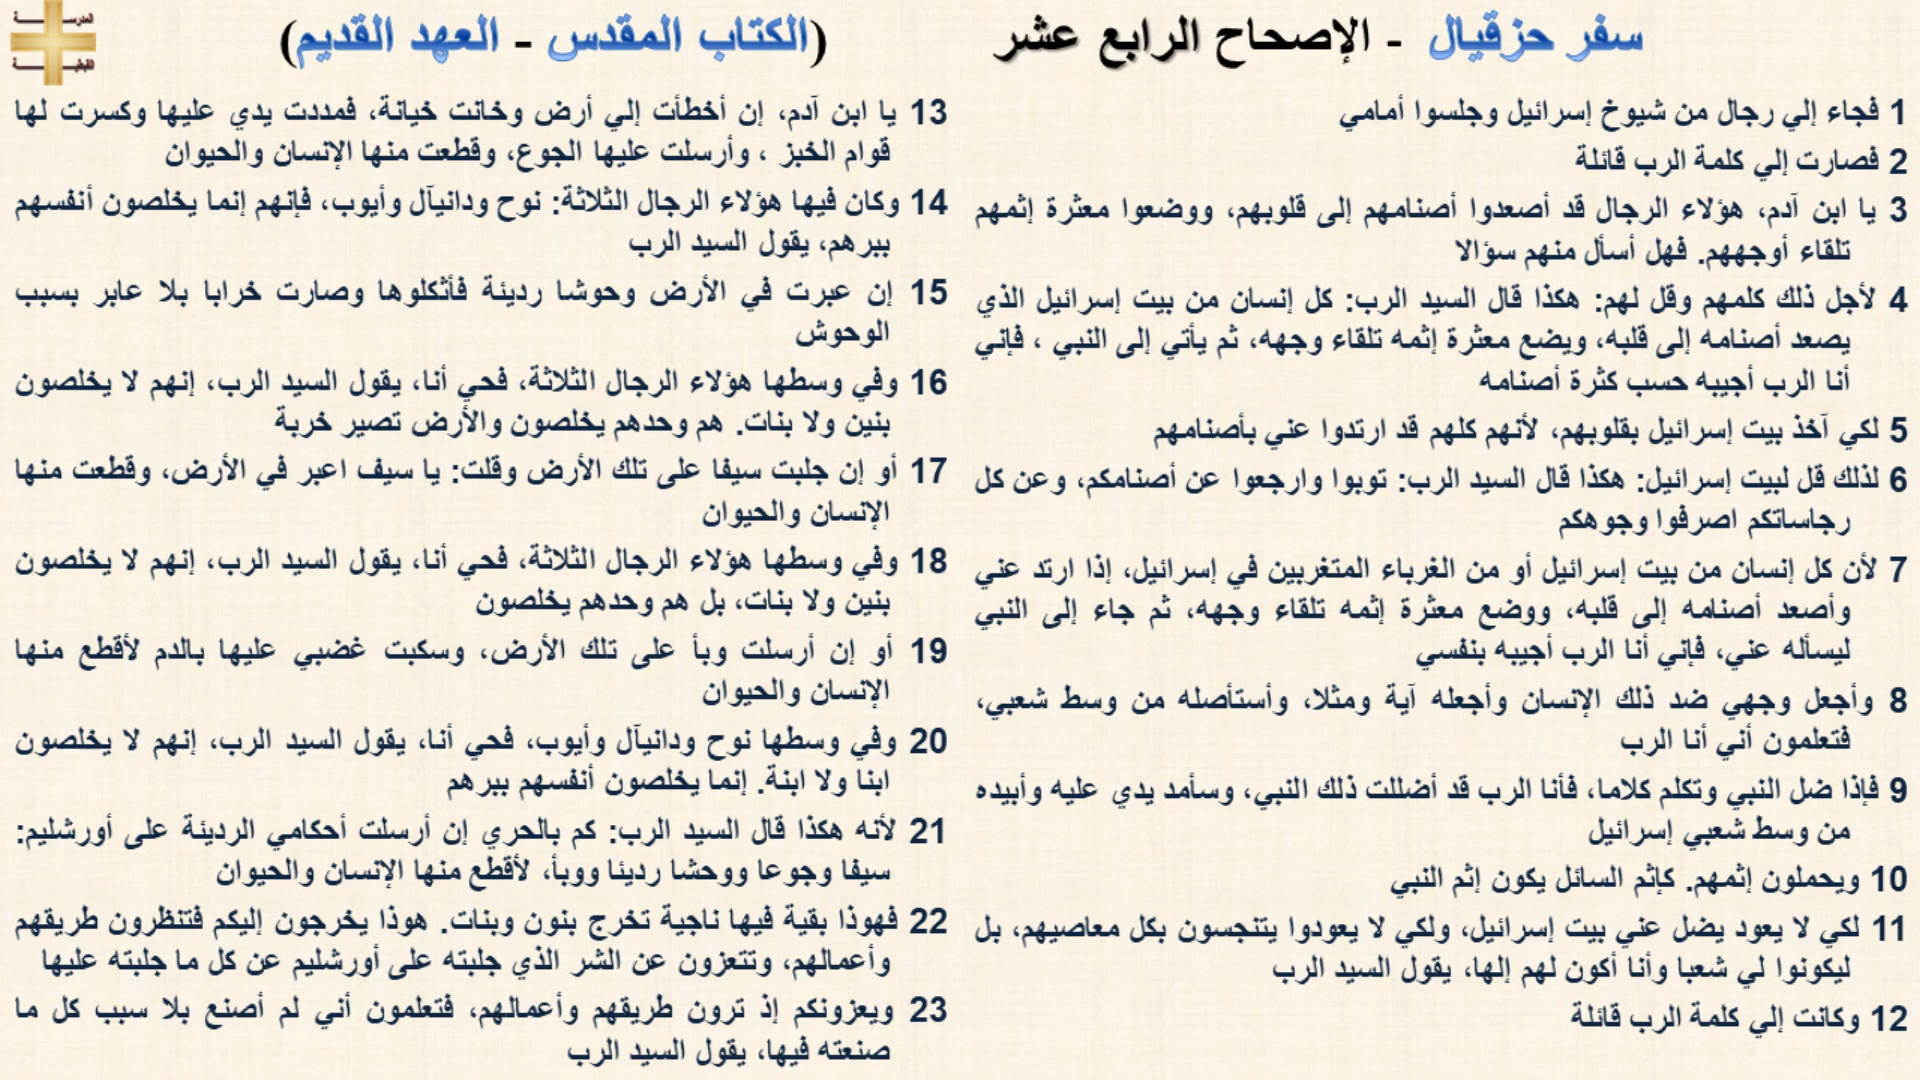 سفر حزقيال - الإصحاح الرابع عشر (الكتاب المقدس - العهد القديم)
1 فجاء إلي رجال من شيوخ إسرائيل وجلسوا أمامي
2 فصارت إلي كلمة الرب قائلة
3 يا ابن آدم، هؤلاء الرجال قد أصعدوا أصنامهم إلى قلوبهم، ووضعوا معثرة إثمهم
تلقاء أوجههم. فهل أسأل منهم سؤالا
4 لأجل ذلك كلمهم وقل لهم: هكذا قال السيد الرب: كل إنسان من بيت إسرائيل الذي
يصعد أصنامه إلى قلبه، ويضع معثرة إثمه تلقاء وجهه، ثم يأتي إلى النبي ، فإني
أنا الرب أجيبه حسب كثرة أصنامه
5 لكي آخذ بيت إسرائيل بقلوبهم، لأنهم كلهم قد ارتدوا عني بأصنامهم
6 لذلك قل لبيت إسرائيل: هكذا قال السيد الرب: توبوا وارجعوا عن أصنامكم، وعن كل
رجاساتكم اصرفوا وجوهكم
7 لأن كل إنسان من بيت إسرائيل أو من الغرباء المتغربين في إسرائيل، إذا ارتد عني
وأصعد أصنامه إلى قلبه، ووضع معثرة إثمه تلقاء وجهه، ثم جاء إلى النبي
ليسأله عني، فإني أنا الرب أجيبه بنفسي
8 وأجعل وجهي ضد ذلك الإنسان وأجعله آية ومثلا، وأستأصله من وسط شعبي،
فتعلمون أني أنا الرب
9 فإذا ضل النبي وتكلم كلاما، فأنا الرب قد أضللت ذلك النبي، وسأمد يدي عليه وأبيده
من وسط شعبي إسرائيل
10 ويحملون إثمهم. كإثم السائل يكون إثم النبي
11 لكي لا يعود يضل عني بيت إسرائيل، ولكي لا يعودوا يتنجسون بكل معاصيهم، بل
ليكونوا لي شعبا وأنا أكون لهم إلها، يقول السيد الرب
12 وكانت إلي كلمة الرب قائلة
13 يا ابن آدم، إن أخطأت إلي أرض وخانت خيانة، فمددت يدي عليها وكسرت لها
قوام الخبز ، وأرسلت عليها الجوع، وقطعت منها الإنسان والحيوان
14 وكان فيها هؤلاء الرجال الثلاثة: نوح ودانيآل وأيوب، فإنهم إنما يخلصون أنفسهم
ببرهم، يقول السيد الرب
15 إن عبرت في الأرض وحوشا رديئة فأثكلوها وصارت خرابا بلا عابر بسبب
الوحوش
16 وفي وسطها هؤلاء الرجال الثلاثة، فحي أنا، يقول السيد الرب، إنهم لا يخلصون
بنين ولا بنات. هم وحدهم يخلصون والأرض تصير خربة
17 أو إن جلبت سيفا على تلك الأرض وقلت: يا سيف اعبر في الأرض، وقطعت منها
الإنسان والحيوان
18 وفي وسطها هؤلاء الرجال الثلاثة، فحي أنا، يقول السيد الرب، إنهم لا يخلصون
بنين ولا بنات، بل هم وحدهم يخلصون
19 أو إن أرسلت وبأ على تلك الأرض، وسكبت غضبي عليها بالدم لأقطع منها
الإنسان والحيوان
20 وفي وسطها نوح ودانيآل وأيوب، فحي أنا، يقول السيد الرب، إنهم لا يخلصون
ابنا ولا ابنة. إنما يخلصون أنفسهم ببرهم
21 لأنه هكذا قال السيد الرب: كم بالحري إن أرسلت أحكامي الرديئة على أورشليم:
سيفا وجوعا ووحشا رديئا ووبأ، لأقطع منها الإنسان والحيوان
22 فهوذا بقية فيها ناجية تخرج بنون وبنات. هوذا يخرجون إليكم فتنظرون طريقهم
وأعمالهم، وتتعزون عن الشر الذي جلبته على أورشليم عن كل ما جلبته عليها
23 ويعزونكم إذ ترون طريقهم وأعمالهم، فتعلمون أني لم أصنع بلا سبب كل ما
صنعته فيها، يقول السيد الرب